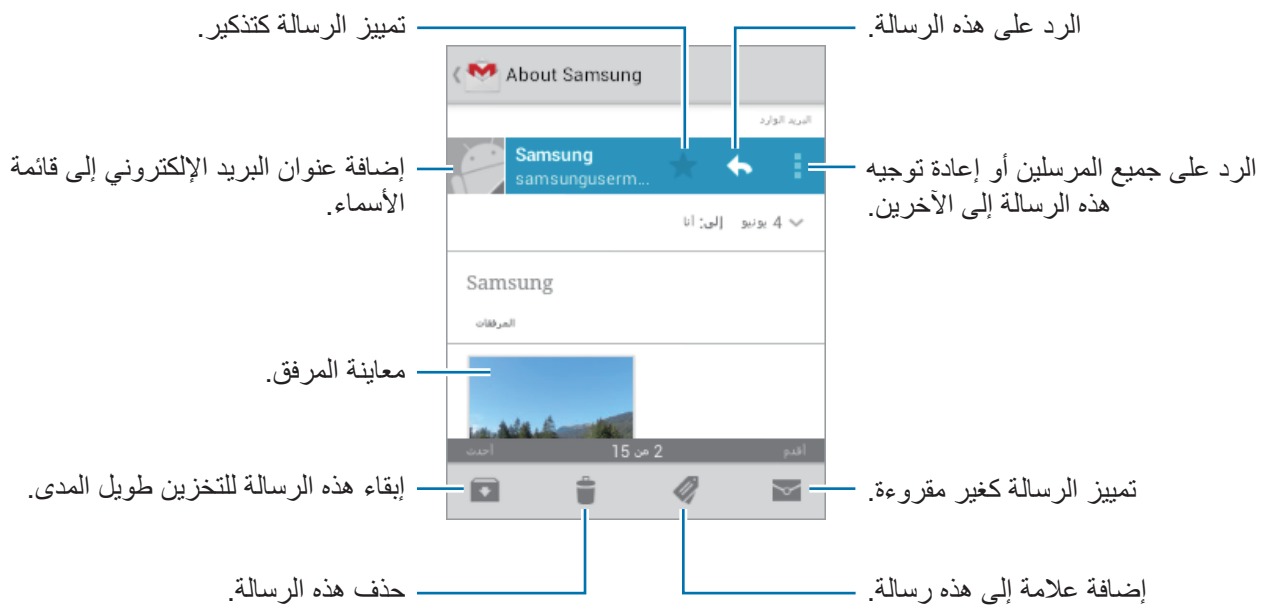 الرد على هذه الرسالة.
تمييز الرسالة كتذكير.
About Samsung
البريد الوارد
Samsung
samsunguserm...
الرد على جميع المرسلين أو إعادة توجيه
هذه الرسالة إلى الآخرين.
إضافة عنوان البريد الإلكتروني إلى قائمة
الأسماء.
4 يونيو إلى: أنا
Samsung
المرفقات
معاينة المرفق.
أقدم
2 من 15
أحدث
تمييز الرسالة كغير مقروءة.
إبقاء هذه الرسالة للتخزين طويل المدى.
إضافة علامة إلى هذه رسالة.
حذف هذه الرسالة.